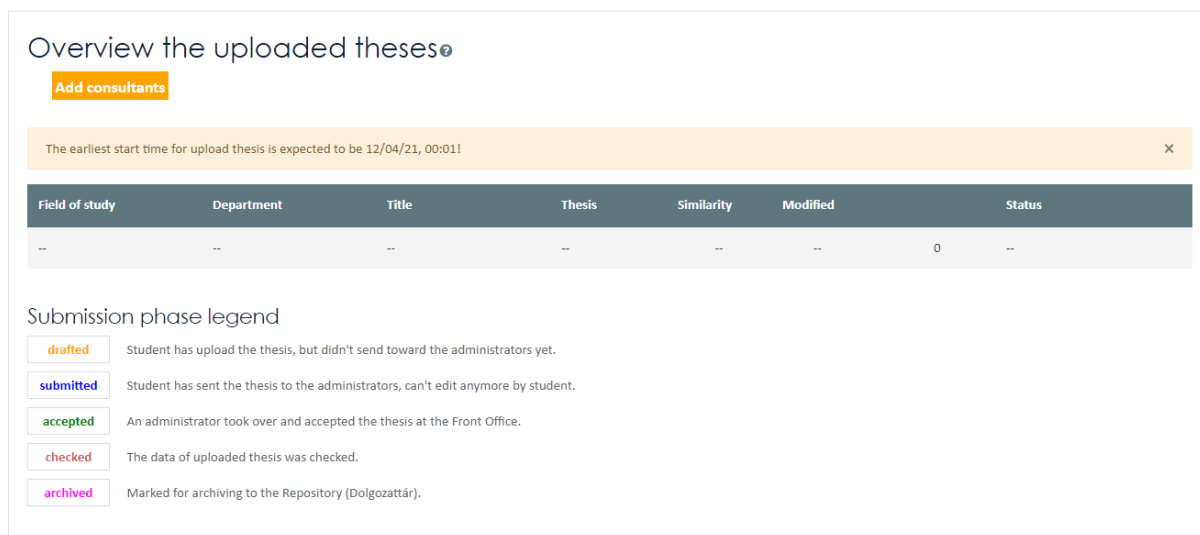 Overview the uploaded theses?
Add consultants
The earliest start time for upload thesis is expected to be 12/04/21, 00:01! ×
Field of study Department Title Thesis Similarity Modified Status
-- -- -- -- -- -- 0 --
Submission phase legend
drafted Student has upload the thesis, but didn't send toward the administrators yet.
submitted Student has sent the thesis to the administrators, can't edit anymore by student.
accepted An administrator took over and accepted the thesis at the Front Office.
checked The data of uploaded thesis was checked.
archived Marked for archiving to the Repository (Dolgozattár).